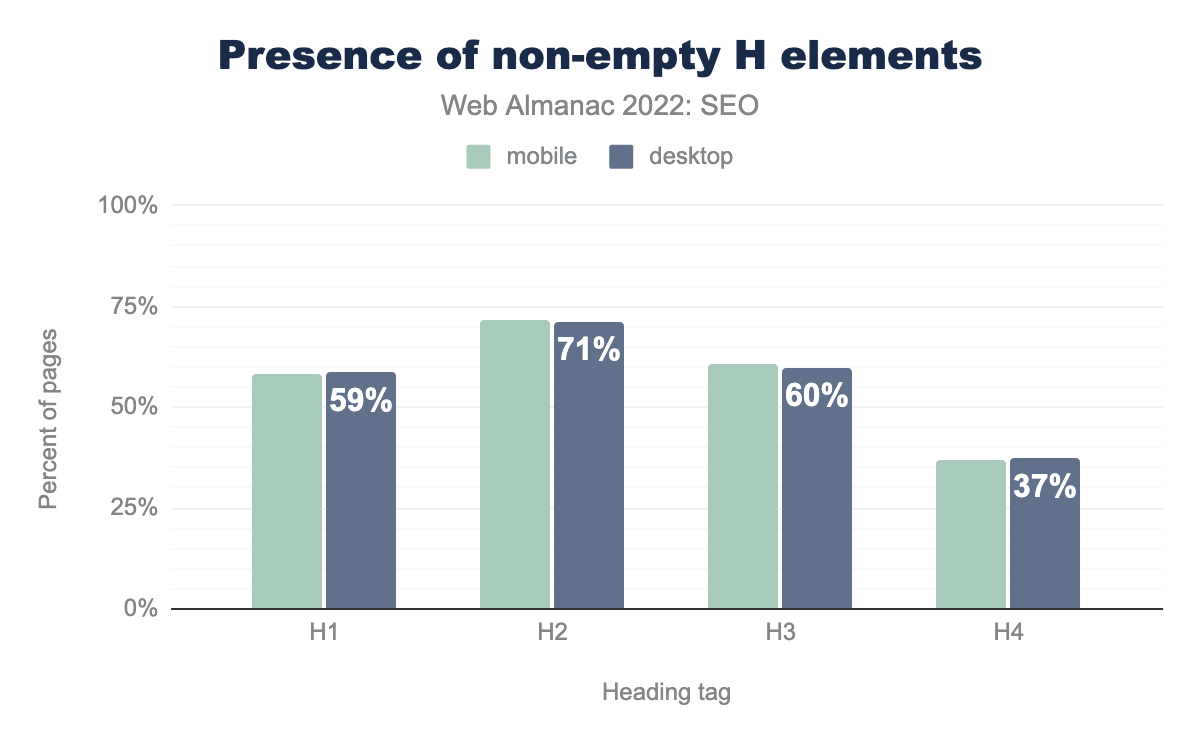 Presence of non-empty H elements
Web Almanac 2022: SEO
mobile desktop
100%
75%
50%
25%
0%
Percent of pages
59%
71%
60%
37%
H1 H2 H3 H4
Heading tag